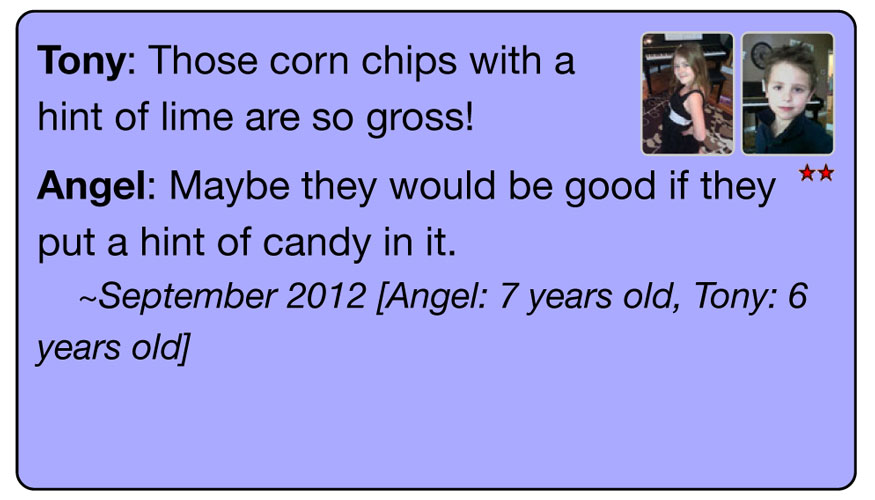 Tony: Those corn chips with a
hint of lime are so gross!
Angel: Maybe they would be good if they
put a hint of candy in it.
~September 2012 [Angel: 7 years old, Tony: 6
years old]